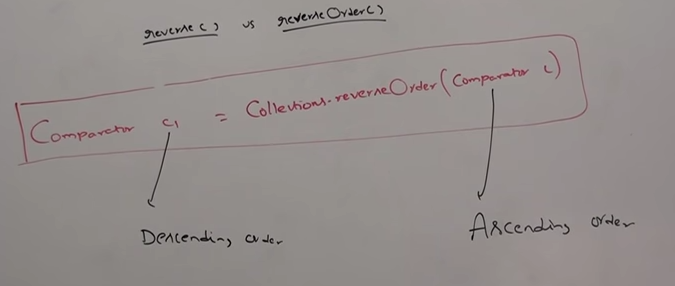 reverse() vs reverseOrder()
Comparator c1 = Collections.reverseOrder(Comparator c)
Descending order
Ascending order